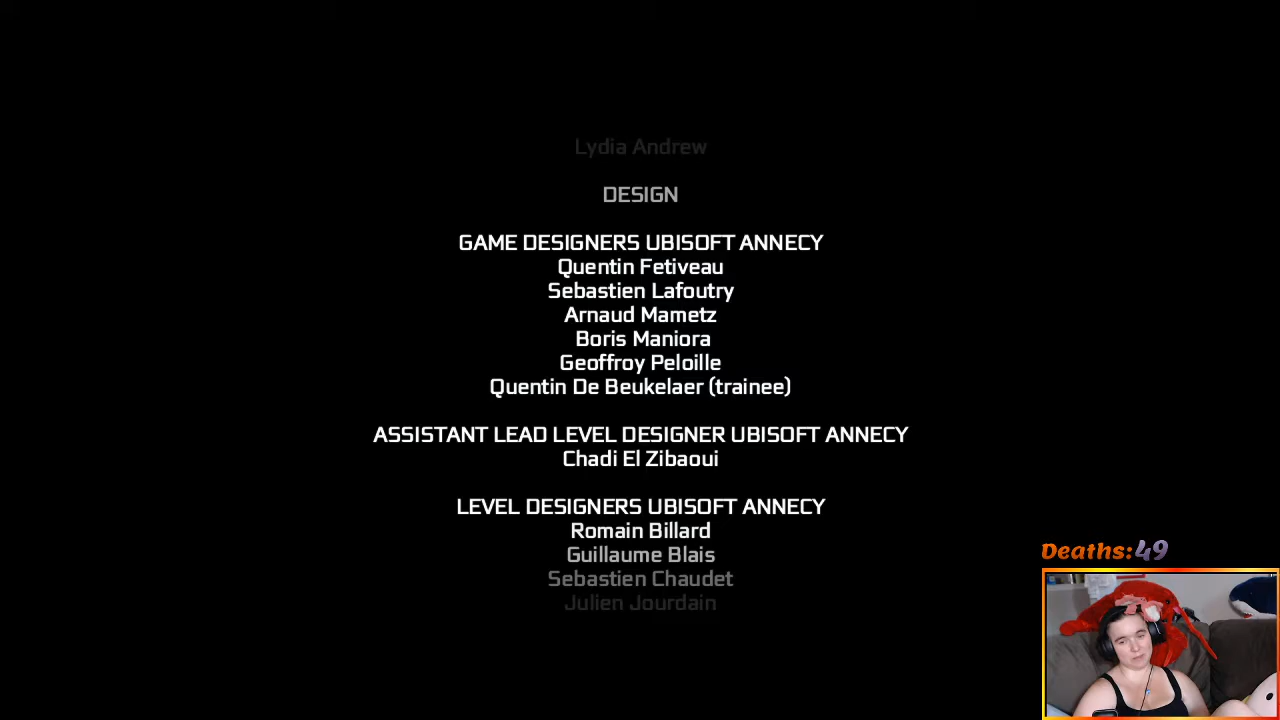 Lydia Andrew
DESIGN
GAME DESIGNERS UBISOFT ANNECY
Quentin Fetiveau
Sebastien Lafoutry
Arnaud Mametz
Boris Maniora
Geoffroy Peloille
Quentin De Beukelaer (trainee)
ASSISTANT LEAD LEVEL DESIGNER UBISOFT ANNECY
Chadi El Zibaoui
LEVEL DESIGNERS UBISOFT ANNECY
Romain Billard
Guillaume Blais
Sebastien Chaudet
Julien Jourdain
Deaths:49